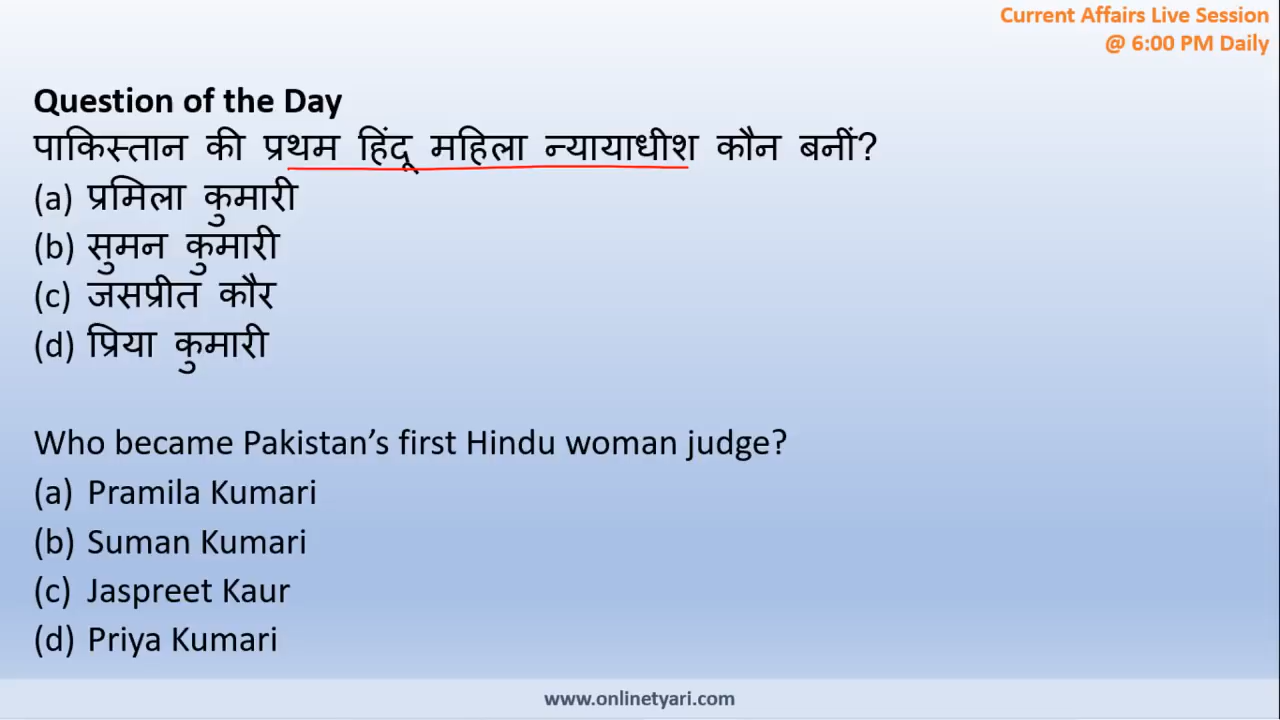 Current Affairs Live Session
@ 6:00 PM Daily
Question of the Day
पाकिस्तान की प्रथम हिंदू महिला न्यायाधीश कौन बनीं?
(a) प्रमिला कुमारी
(b) सुमन कुमारी
(c) जसप्रीत कौर
(d) प्रिया कुमारी
Who became Pakistan’s first Hindu woman judge?
(a) Pramila Kumari
(b) Suman Kumari
(c) Jaspreet Kaur
(d) Priya Kumari
www.onlinetyari.com